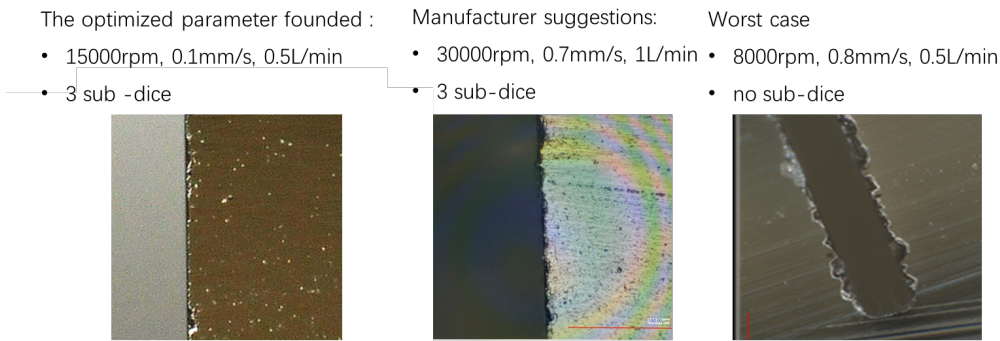 The optimized parameter founded :
• 15000rpm, 0.1mm/s, 0.5L/min
• 3 sub -dice
Manufacturer suggestions:
• 30000rpm, 0.7mm/s, 1L/min
• 3 sub-dice
Worst case
• 8000rpm, 0.8mm/s, 0.5L/min
• no sub-dice